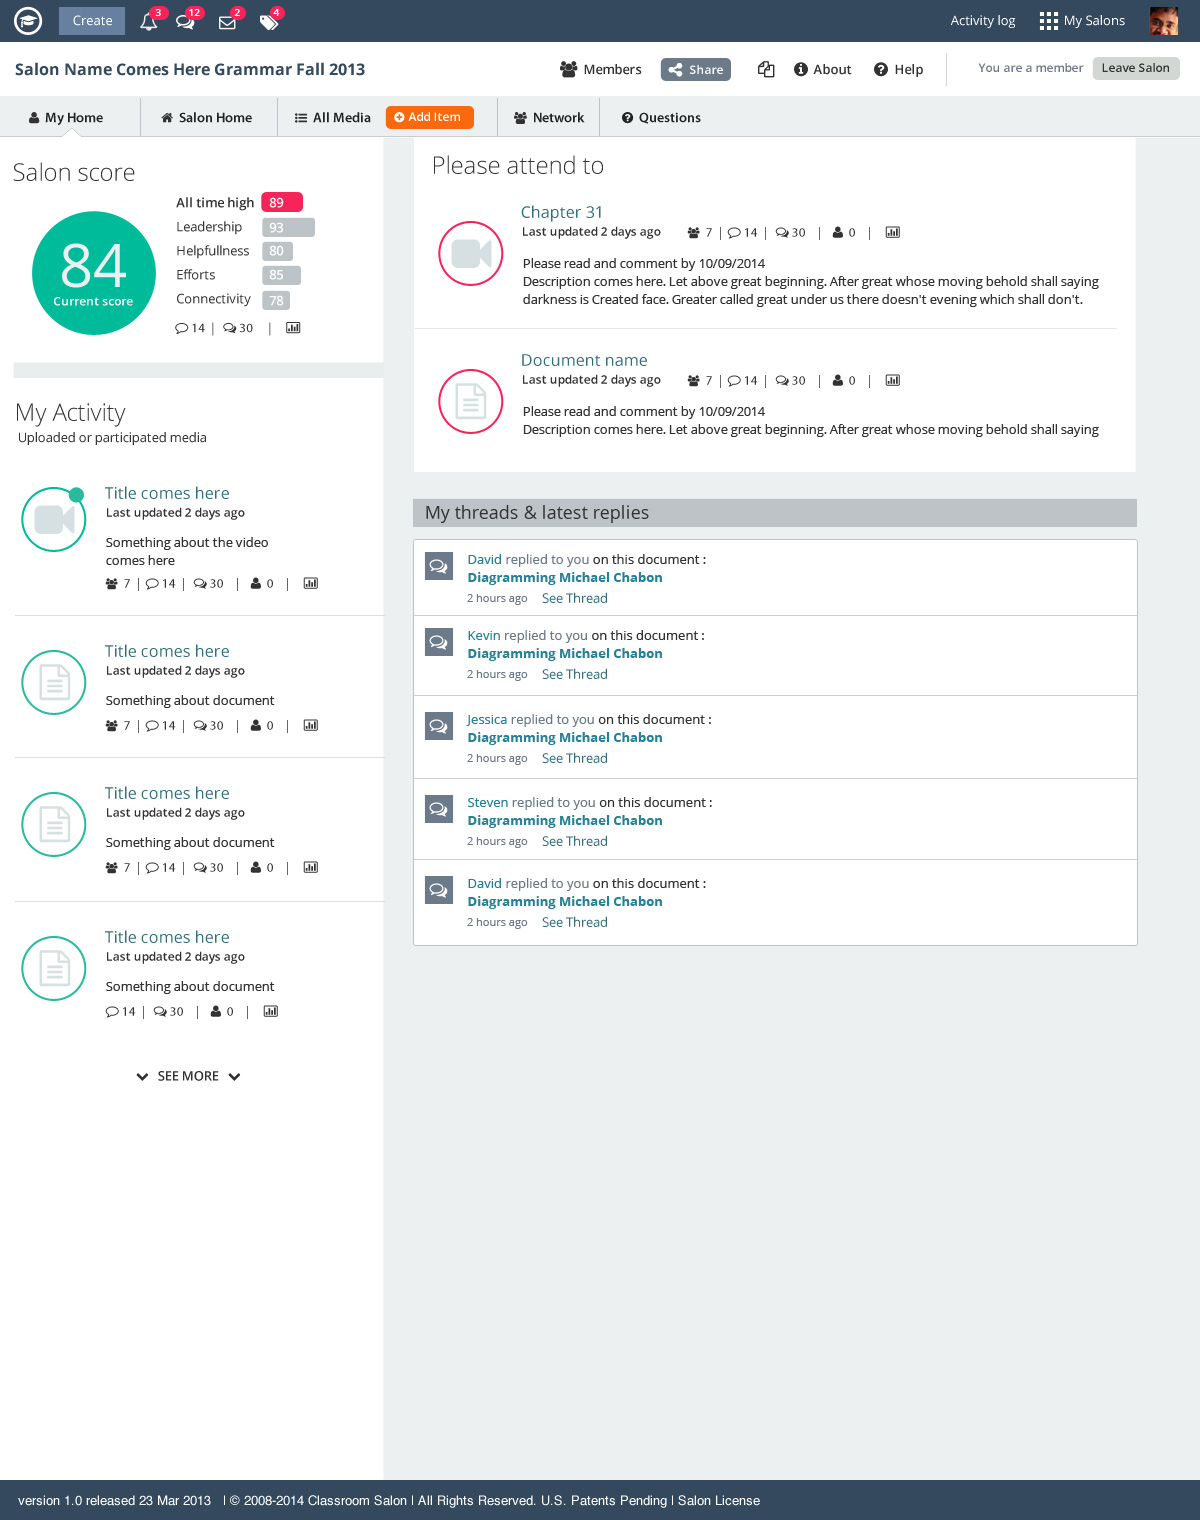 Create 3 12 2 4 Activity log My Salons
Salon Name Comes Here Grammar Fall 2013 Members Share About Help You are a member Leave Salon
My Home Salon Home All Media Add Item Network Questions
Salon score
84
Current score
All time high 89
Leadership 93
Helpfullness 80
Efforts 85
Connectivity 78
14 | 30 |
My Activity
Uploaded or participated media
Title comes here
Last updated 2 days ago
Something about the video
comes here
7 | 14 | 30 | 0 |
Title comes here
Last updated 2 days ago
Something about document
7 | 14 | 30 | 0 |
Title comes here
Last updated 2 days ago
Something about document
7 | 14 | 30 | 0 |
Title comes here
Last updated 2 days ago
Something about document
14 | 30 | 0 |
SEE MORE
Please attend to
Chapter 31
Last updated 2 days ago 7 | 14 | 30 | 0 |
Please read and comment by 10/09/2014
Description comes here. Let above great beginning. After great whose moving behold shall saying
darkness is Created face. Greater called great under us there doesn't evening which shall don't.
Document name
Last updated 2 days ago 7 | 14 | 30 | 0 |
Please read and comment by 10/09/2014
Description comes here. Let above great beginning. After great whose moving behold shall saying
My threads & latest replies
David replied to you on this document :
Diagramming Michael Chabon
2 hours ago See Thread
Kevin replied to you on this document :
Diagramming Michael Chabon
2 hours ago See Thread
Jessica replied to you on this document :
Diagramming Michael Chabon
2 hours ago See Thread
Steven replied to you on this document :
Diagramming Michael Chabon
2 hours ago See Thread
David replied to you on this document :
Diagramming Michael Chabon
2 hours ago See Thread
version 1.0 released 23 Mar 2013 | © 2008-2014 Classroom Salon | All Rights Reserved. U.S. Patents Pending | Salon License